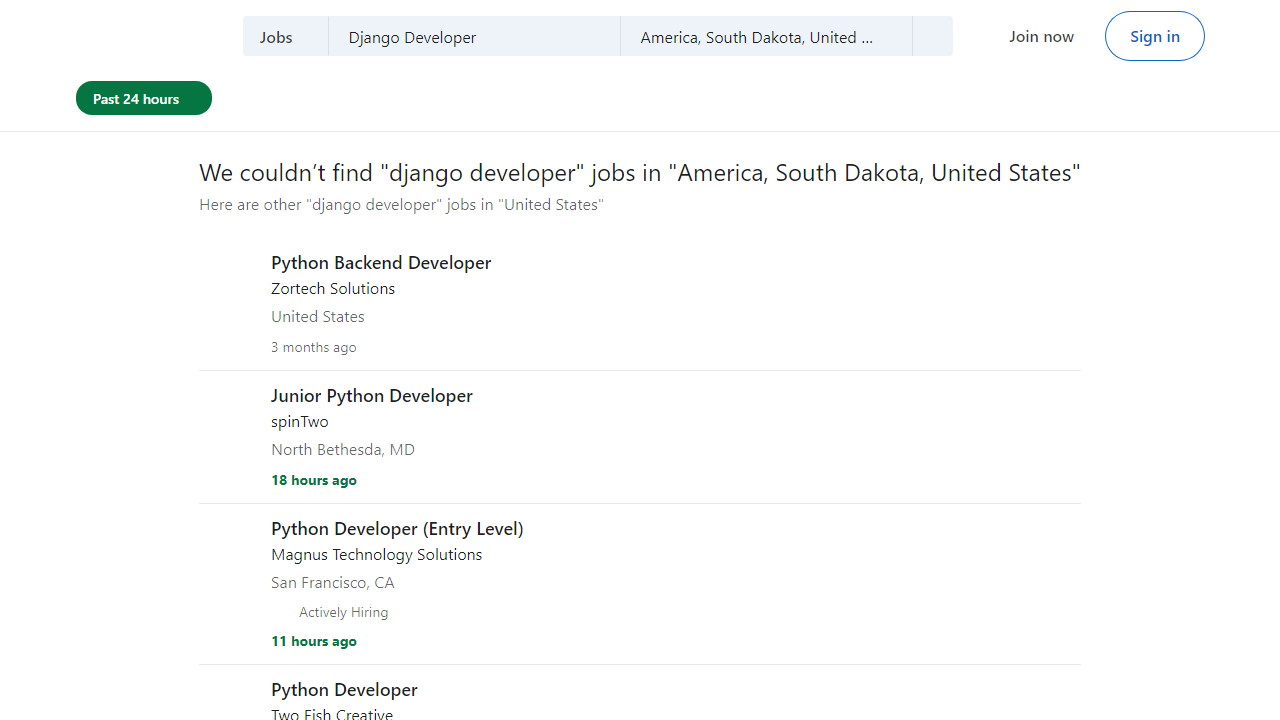 Jobs
Django Developer
America, South Dakota, United ...
Join now
Sign in
Past 24 hours
We couldn’t find "django developer" jobs in "America, South Dakota, United States"
Here are other "django developer" jobs in "United States"
Python Backend Developer
Zortech Solutions
United States
3 months ago
Junior Python Developer
spinTwo
North Bethesda, MD
18 hours ago
Python Developer (Entry Level)
Magnus Technology Solutions
San Francisco, CA
Actively Hiring
11 hours ago
Python Developer
Two Fish Creative